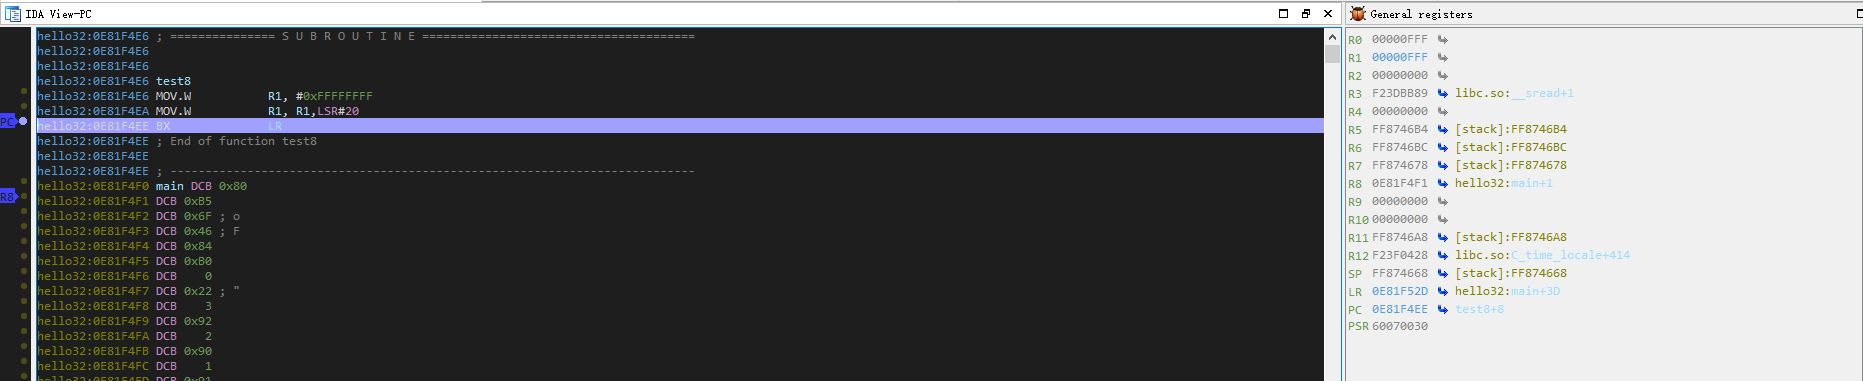 IDA View-PC
hello32:0E81F4E6 ; =============== S U B R O U T I N E =======================================
hello32:0E81F4E6
hello32:0E81F4E6
hello32:0E81F4E6 test8
hello32:0E81F4E6 MOV.W R1, #0xFFFFFFFF
hello32:0E81F4EA MOV.W R1, R1,LSR#20
PC hello32:0E81F4EE BX LR
hello32:0E81F4EE ; End of function test8
hello32:0E81F4EE
hello32:0E81F4EE ; ---------------------------------------------------------------------------
hello32:0E81F4F0 main DCB 0x80
R8 hello32:0E81F4F1 DCB 0xB5
hello32:0E81F4F2 DCB 0x6F ; o
hello32:0E81F4F3 DCB 0x46 ; F
hello32:0E81F4F4 DCB 0x84
hello32:0E81F4F5 DCB 0xB0
hello32:0E81F4F6 DCB 0
hello32:0E81F4F7 DCB 0x22 ; "
hello32:0E81F4F8 DCB 3
hello32:0E81F4F9 DCB 0x92
hello32:0E81F4FA DCB 2
hello32:0E81F4FB DCB 0x90
hello32:0E81F4FC DCB 1
hello32:0E81F4FD DCB 0x91
General registers
R0 00000FFF
R1 00000FFF
R2 00000000
R3 F23DBB89 libc.so:__sread+1
R4 00000000
R5 FF8746B4 [stack]:FF8746B4
R6 FF8746BC [stack]:FF8746BC
R7 FF874678 [stack]:FF874678
R8 0E81F4F1 hello32:main+1
R9 00000000
R10 00000000
R11 FF8746A8 [stack]:FF8746A8
R12 F23F0428 libc.so:C_time_locale+414
SP FF874668 [stack]:FF874668
LR 0E81F52D hello32:main+3D
PC 0E81F4EE test8+8
PSR 60070030